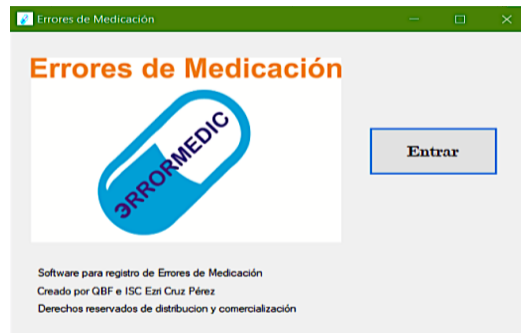 Errores de Medicación
Errores de Medicación
ЭRRORMEDIC
Entrar
Software para registro de Errores de Medicación
Creado por QBF e ISC Ezri Cruz Pérez
Derechos reservados de distribucion y comercialización